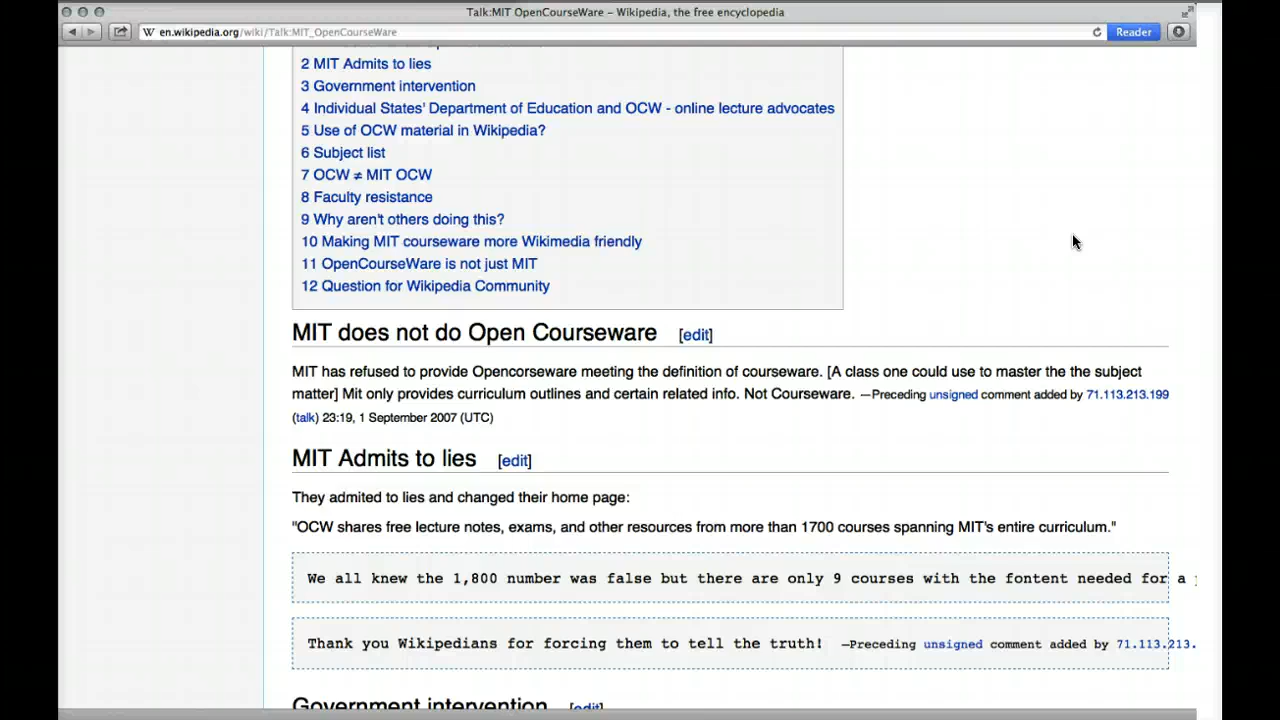 Talk:MIT OpenCourseWare – Wikipedia, the free encyclopedia
W en.wikipedia.org/wiki/Talk:MIT_OpenCourseWare
Reader
2 MIT Admits to lies
3 Government intervention
4 Individual States' Department of Education and OCW - online lecture advocates
5 Use of OCW material in Wikipedia?
6 Subject list
7 OCW ≠ MIT OCW
8 Faculty resistance
9 Why aren't others doing this?
10 Making MIT courseware more Wikimedia friendly
11 OpenCourseWare is not just MIT
12 Question for Wikipedia Community
MIT does not do Open Courseware [edit]
MIT has refused to provide Opencorseware meeting the definition of courseware. [A class one could use to master the the subject
matter] Mit only provides curriculum outlines and certain related info. Not Courseware. —Preceding unsigned comment added by 71.113.213.199
(talk) 23:19, 1 September 2007 (UTC)
MIT Admits to lies [edit]
They admited to lies and changed their home page:
"OCW shares free lecture notes, exams, and other resources from more than 1700 courses spanning MIT's entire curriculum."
We all knew the 1,800 number was false but there are only 9 courses with the fontent needed for a
Thank you Wikipedians for forcing them to tell the truth! —Preceding unsigned comment added by 71.113.213.
Government intervention [edit]